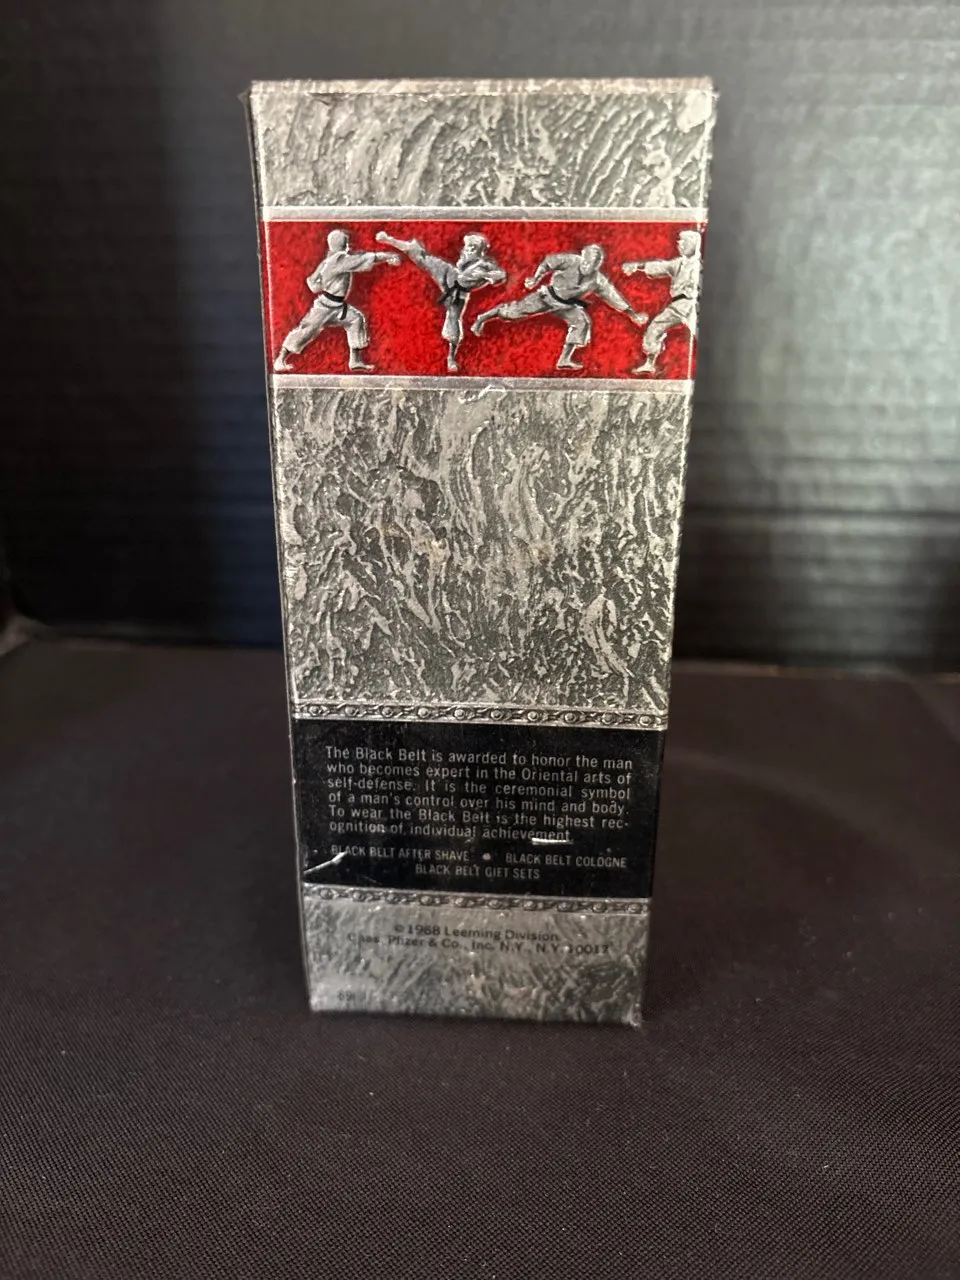 The Black Belt is awarded to honor the man
who becomes expert in the Oriental arts of
self-defense. It is the ceremonial symbol
of a man's control over his mind and body.
To wear the Black Belt is the highest rec-
ognition of individual achievement.
BLACK BELT AFTER SHAVE • BLACK BELT COLOGNE
BLACK BELT GIFT SETS
© 1968 Leeming Division
Chas. Pfizer & Co., Inc. N.Y., N.Y. 10017